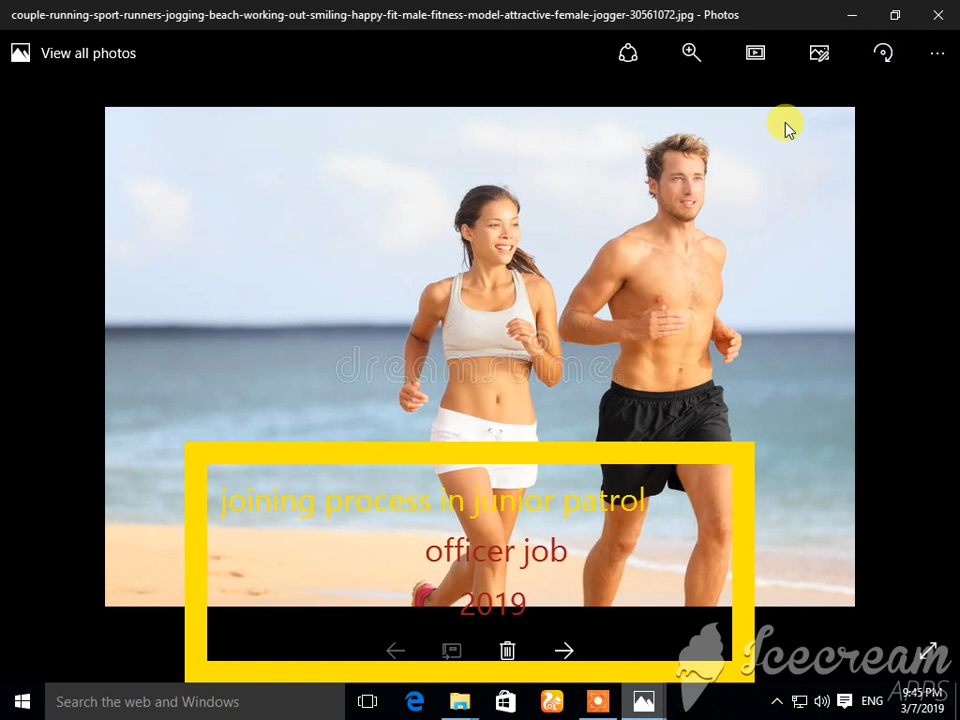 couple-running-sport-runners-jogging-beach-working-out-smiling-happy-fit-male-fitness-model-attractive-female-jogger-30561072.jpg - Photos
View all photos
dreamstime.
joining process in junior patrol
officer job
2019
Icecream
APPS
Search the web and Windows
ENG
9:45 PM
3/7/2019